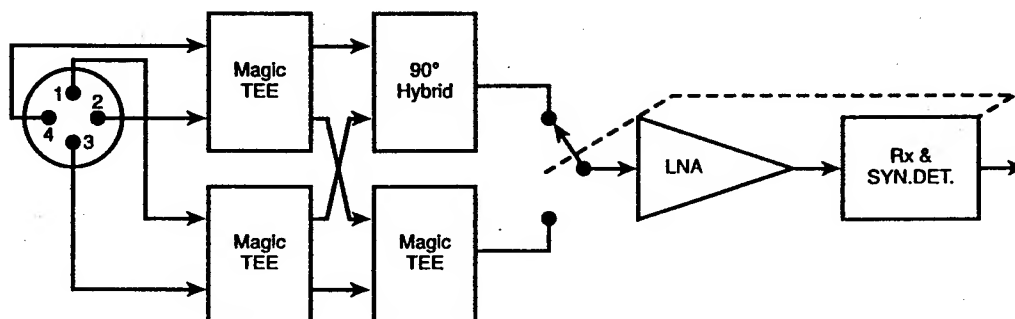 Magic
TEE
90°
Hybrid
1
2
4
3
LNA
Rx &
SYN.DET.
Magic
TEE
Magic
TEE